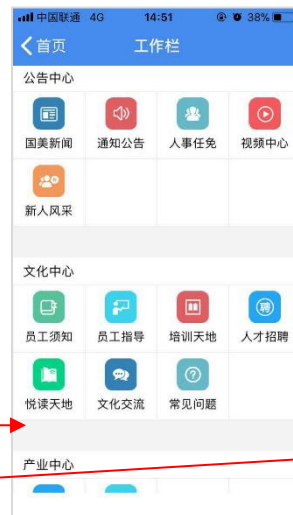 中国联通 4G 14:51 38%
首页 工作栏
公告中心
国美新闻 通知公告 人事任免 视频中心
新人风采
文化中心
员工须知 员工指导 培训天地 人才招聘
聘
悦读天地 文化交流 常见问题
产业中心